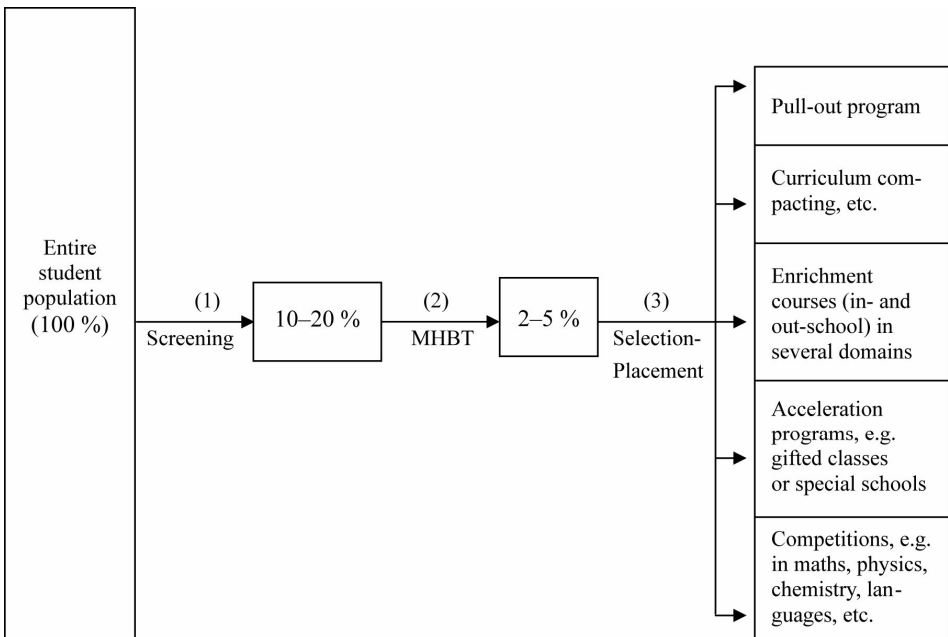 Entire
student
population
(100 %)
(1)
Screening
10–20 %
(2)
MHBT
2–5 %
(3)
Selection-
Placement
Pull-out program
Curriculum com-
pacting, etc.
Enrichment
courses (in- and
out-school) in
several domains
Acceleration
programs, e.g.
gifted classes
or special schools
Competitions, e.g.
in maths, physics,
chemistry, lan-
guages, etc.